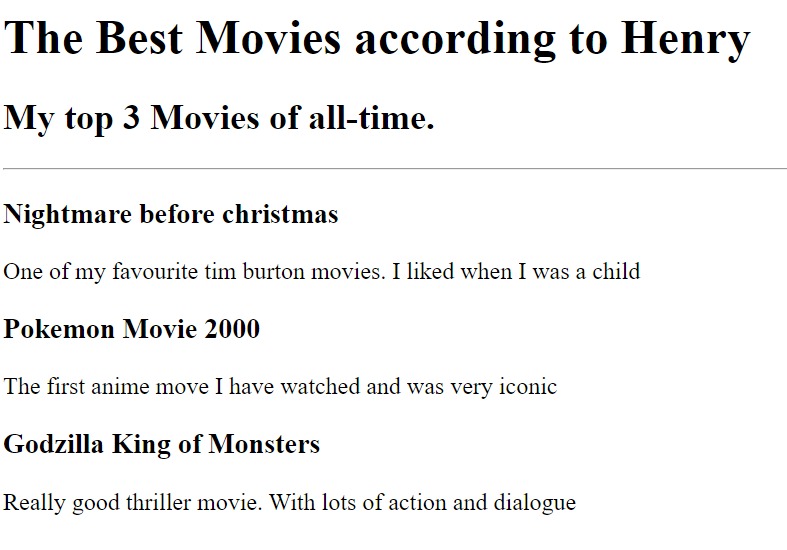 The Best Movies according to Henry
My top 3 Movies of all-time.
Nightmare before christmas
One of my favourite tim burton movies. I liked when I was a child
Pokemon Movie 2000
The first anime move I have watched and was very iconic
Godzilla King of Monsters
Really good thriller movie. With lots of action and dialogue